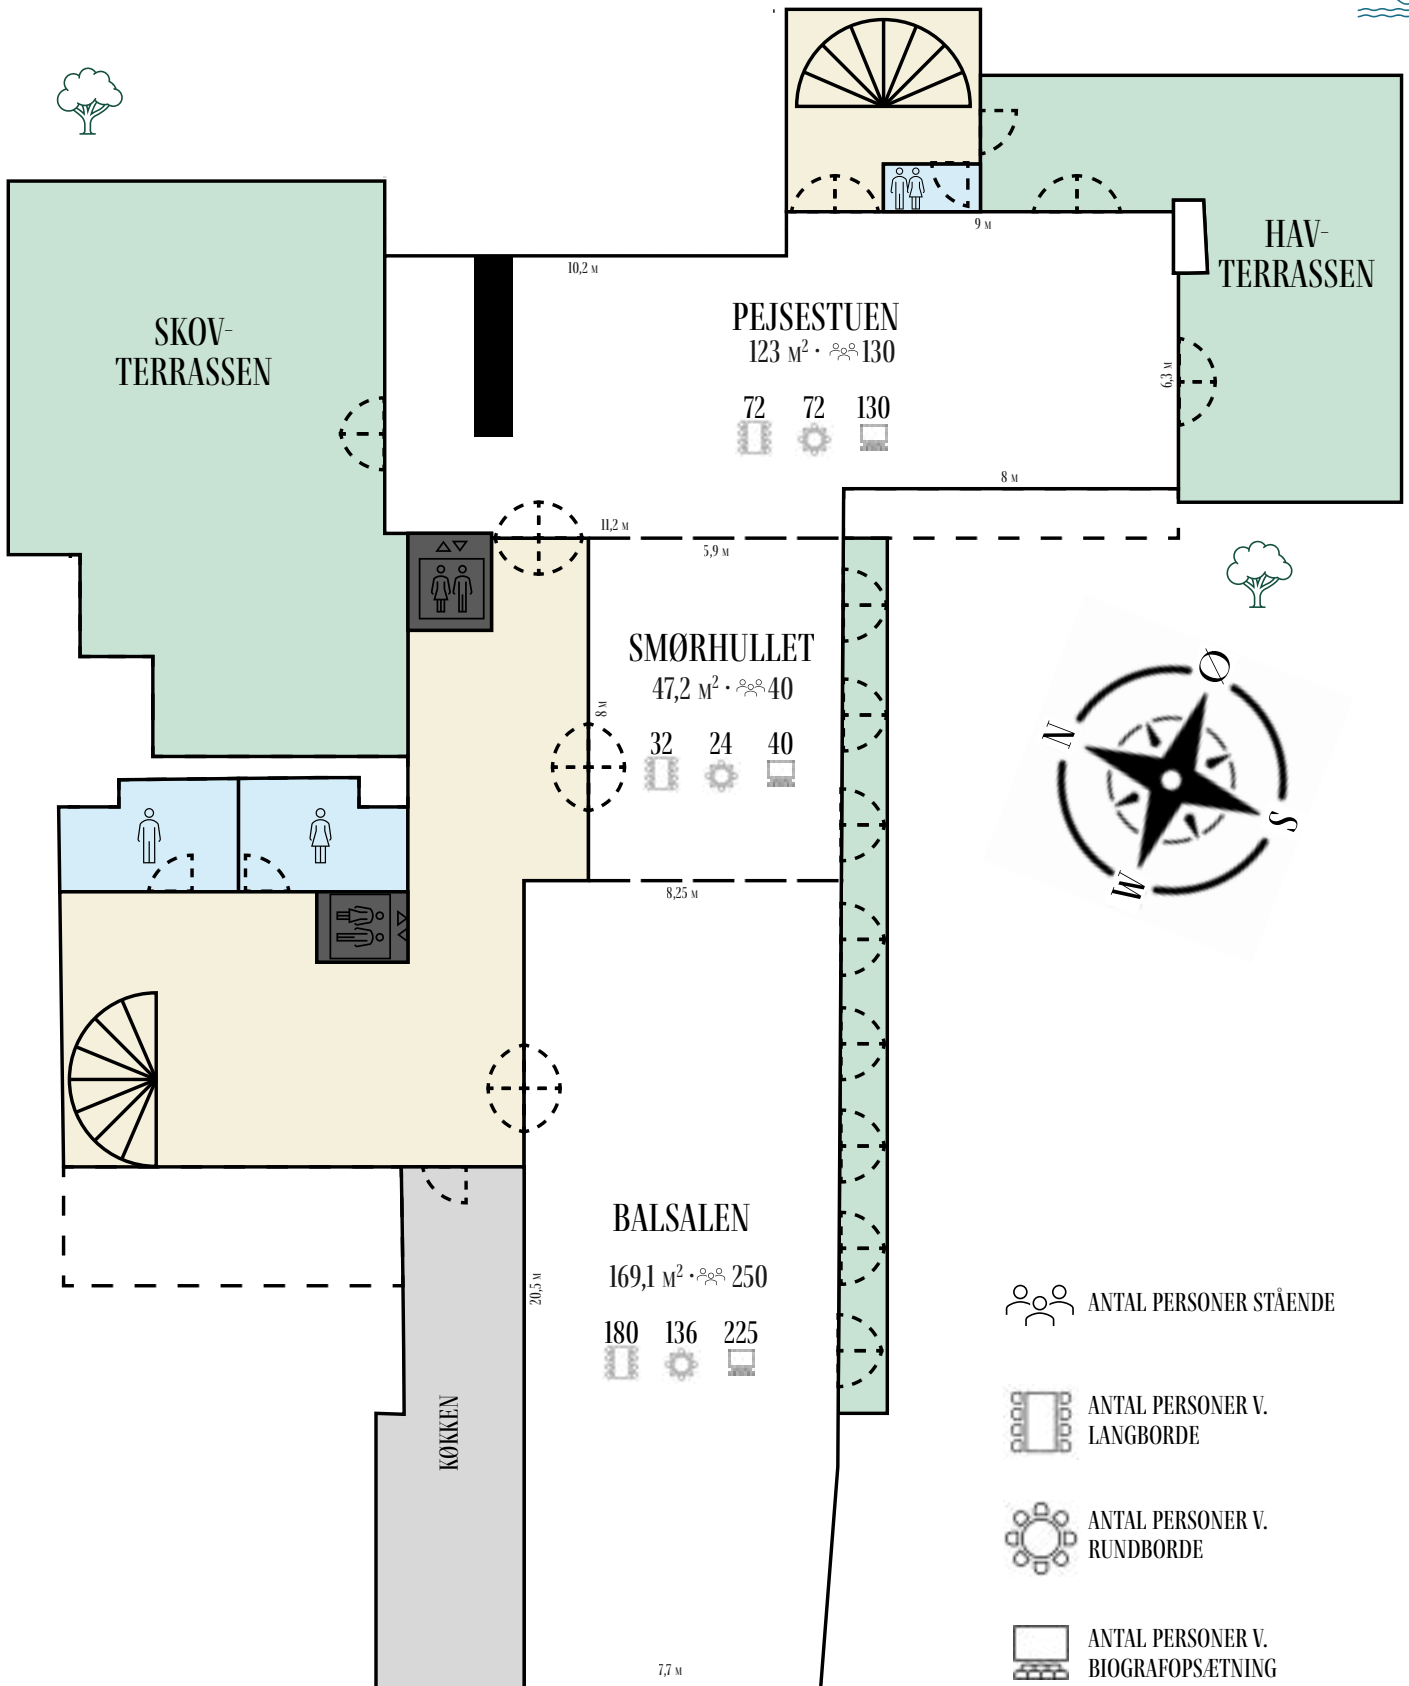 9 M
HAV-
TERRASSEN
10,2 M
PEJSESTUEN
123 M² · 130
72 72 130
SKOV-
TERRASSEN
6,3 M
8 M
11,2 M
5,9 M
SMØRHULLET
47,2 M² · 40
32 24 40
8 M
Ø
N
S
W
8,25 M
BALSALEN
169,1 M² · 250
180 136 225
20,5 M
KØKKEN
7,7 M
ANTAL PERSONER STÅENDE
ANTAL PERSONER V.
LANGBORDE
ANTAL PERSONER V.
RUNDBORDE
ANTAL PERSONER V.
BIOGRAFOPSÆTNING